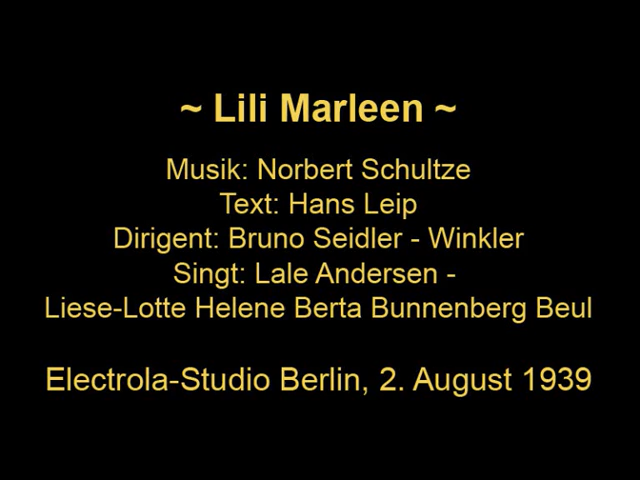 ~ Lili Marleen ~
Musik: Norbert Schultze
Text: Hans Leip
Dirigent: Bruno Seidler - Winkler
Singt: Lale Andersen -
Liese-Lotte Helene Berta Bunnenberg Beul
Electrola-Studio Berlin, 2. August 1939